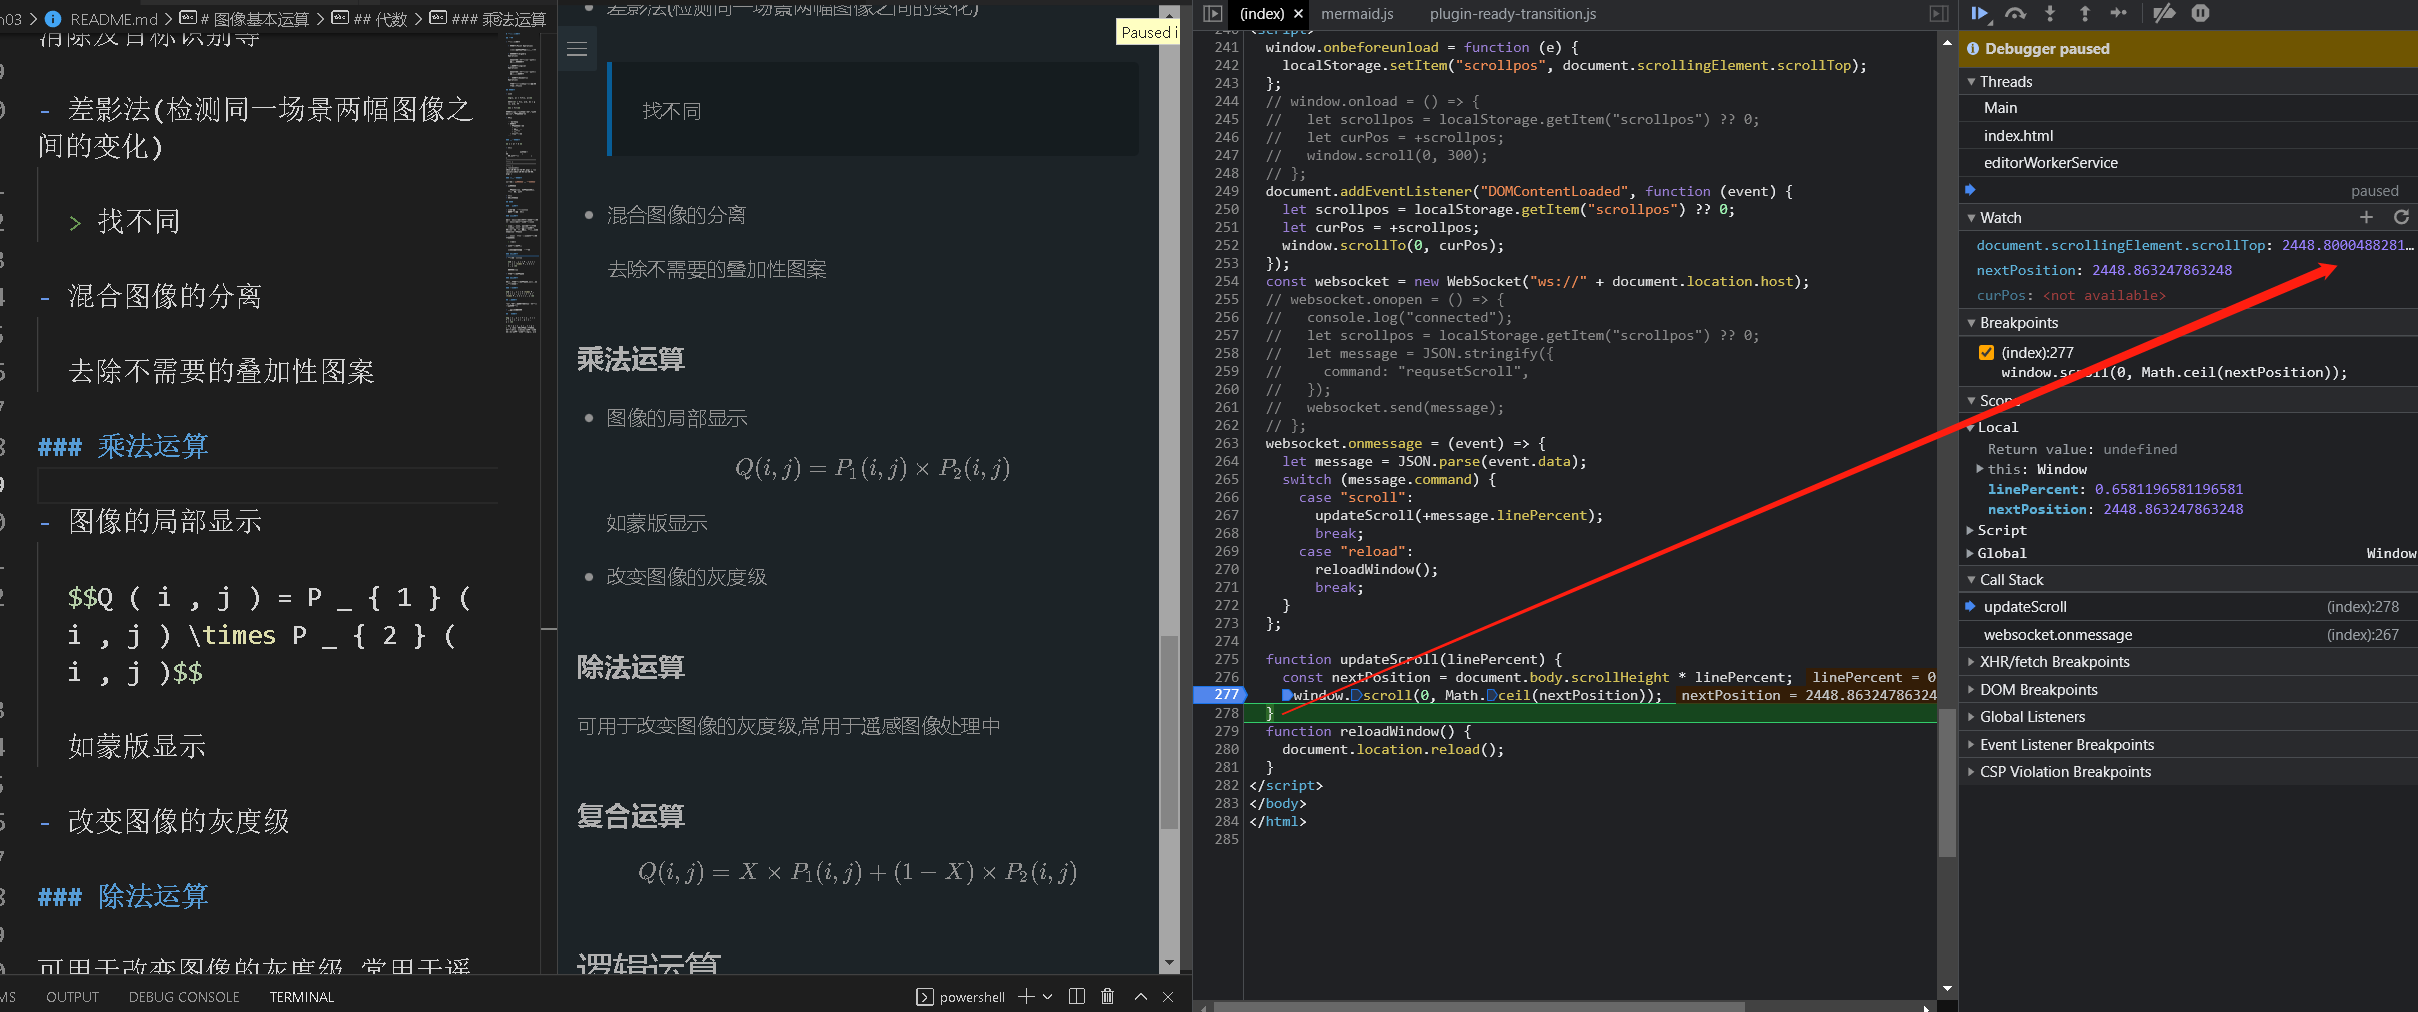 n03 > README.md > # 图像基本运算 > ## 代数 > ### 乘法运算
消除及目标识别等
- 差影法(检测同一场景两幅图像之
间的变化)
> 找不同
- 混合图像的分离
去除不需要的叠加性图案
### 乘法运算
- 图像的局部显示
$$Q ( i , j ) = P _ { 1 } (
i , j ) \times P _ { 2 } (
i , j )$$
如蒙版显示
- 改变图像的灰度级
### 除法运算
可用于改变图像的灰度级,常用于遥
MS OUTPUT DEBUG CONSOLE TERMINAL
powershell
差影法(检测同一场景两幅图像之间的变化)
Paused i
找不同
混合图像的分离
去除不需要的叠加性图案
乘法运算
图像的局部显示
Q(i, j) = P₁(i, j) × P₂(i, j)
如蒙版显示
改变图像的灰度级
除法运算
可用于改变图像的灰度级,常用于遥感图像处理中
复合运算
Q(i, j) = X × P₁(i, j) + (1 − X) × P₂(i, j)
逻辑运算
(index) × mermaid.js plugin-ready-transition.js
240 <script>
241 window.onbeforeunload = function (e) {
242 localStorage.setItem("scrollpos", document.scrollingElement.scrollTop);
243 };
244 // window.onload = () => {
245 // let scrollpos = localStorage.getItem("scrollpos") ?? 0;
246 // let curPos = +scrollpos;
247 // window.scroll(0, 300);
248 // };
249 document.addEventListener("DOMContentLoaded", function (event) {
250 let scrollpos = localStorage.getItem("scrollpos") ?? 0;
251 let curPos = +scrollpos;
252 window.scrollTo(0, curPos);
253 });
254 const websocket = new WebSocket("ws://" + document.location.host);
255 // websocket.onopen = () => {
256 // console.log("connected");
257 // let scrollpos = localStorage.getItem("scrollpos") ?? 0;
258 // let message = JSON.stringify({
259 // command: "requsetScroll",
260 // });
261 // websocket.send(message);
262 // };
263 websocket.onmessage = (event) => {
264 let message = JSON.parse(event.data);
265 switch (message.command) {
266 case "scroll":
267 updateScroll(+message.linePercent);
268 break;
269 case "reload":
270 reloadWindow();
271 break;
272 }
273 };
274
275 function updateScroll(linePercent) {
276 const nextPosition = document.body.scrollHeight * linePercent; linePercent = 0
277 window.scroll(0, Math.ceil(nextPosition)); nextPosition = 2448.86324786324
278 }
279 function reloadWindow() {
280 document.location.reload();
281 }
282 </script>
283 </body>
284 </html>
285
Debugger paused
Threads
Main
index.html
editorWorkerService
paused
Watch
document.scrollingElement.scrollTop: 2448.8000488281…
nextPosition: 2448.863247863248
curPos: <not available>
Breakpoints
(index):277
window.scroll(0, Math.ceil(nextPosition));
Scope
Local
Return value: undefined
this: Window
linePercent: 0.6581196581196581
nextPosition: 2448.863247863248
Script
Global Window
Call Stack
updateScroll (index):278
websocket.onmessage (index):267
XHR/fetch Breakpoints
DOM Breakpoints
Global Listeners
Event Listener Breakpoints
CSP Violation Breakpoints